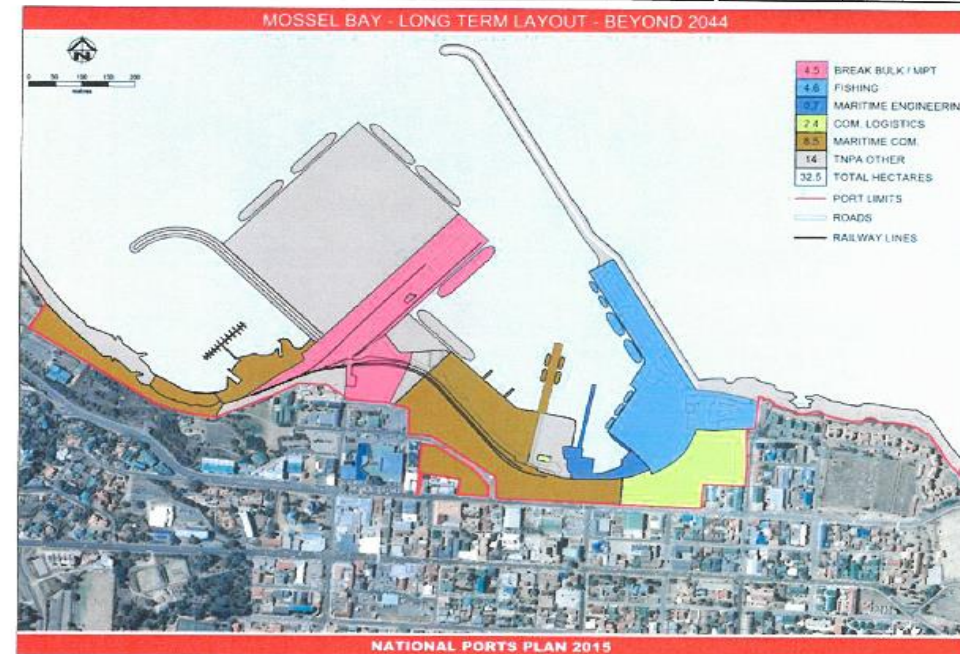 MOSSEL BAY - LONG TERM LAYOUT - BEYOND 2044
N
0 50 100 150 200
metres
4.5 BREAK BULK / MPT
4.6 FISHING
0.7 MARITIME ENGINEERIN
2.4 COM. LOGISTICS
6.5 MARITIME COM.
14 TNPA OTHER
32.5 TOTAL HECTARES
PORT LIMITS
ROADS
RAILWAY LINES
NATIONAL PORTS PLAN 2015